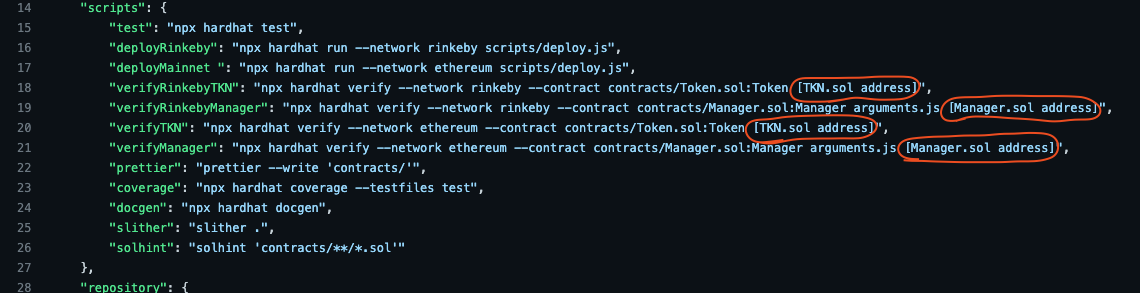 14 "scripts": {
15 "test": "npx hardhat test",
16 "deployRinkeby": "npx hardhat run --network rinkeby scripts/deploy.js",
17 "deployMainnet ": "npx hardhat run --network ethereum scripts/deploy.js",
18 "verifyRinkebyTKN": "npx hardhat verify --network rinkeby --contract contracts/Token.sol:Token [TKN.sol address]",
19 "verifyRinkebyManager": "npx hardhat verify --network rinkeby --contract contracts/Manager.sol:Manager arguments.js [Manager.sol address]",
20 "verifyTKN": "npx hardhat verify --network ethereum --contract contracts/Token.sol:Token [TKN.sol address]",
21 "verifyManager": "npx hardhat verify --network ethereum --contract contracts/Manager.sol:Manager arguments.js [Manager.sol address]",
22 "prettier": "prettier --write 'contracts/'",
23 "coverage": "npx hardhat coverage --testfiles test",
24 "docgen": "npx hardhat docgen",
25 "slither": "slither .",
26 "solhint": "solhint 'contracts/**/*.sol'"
27 },
28 "repository": {